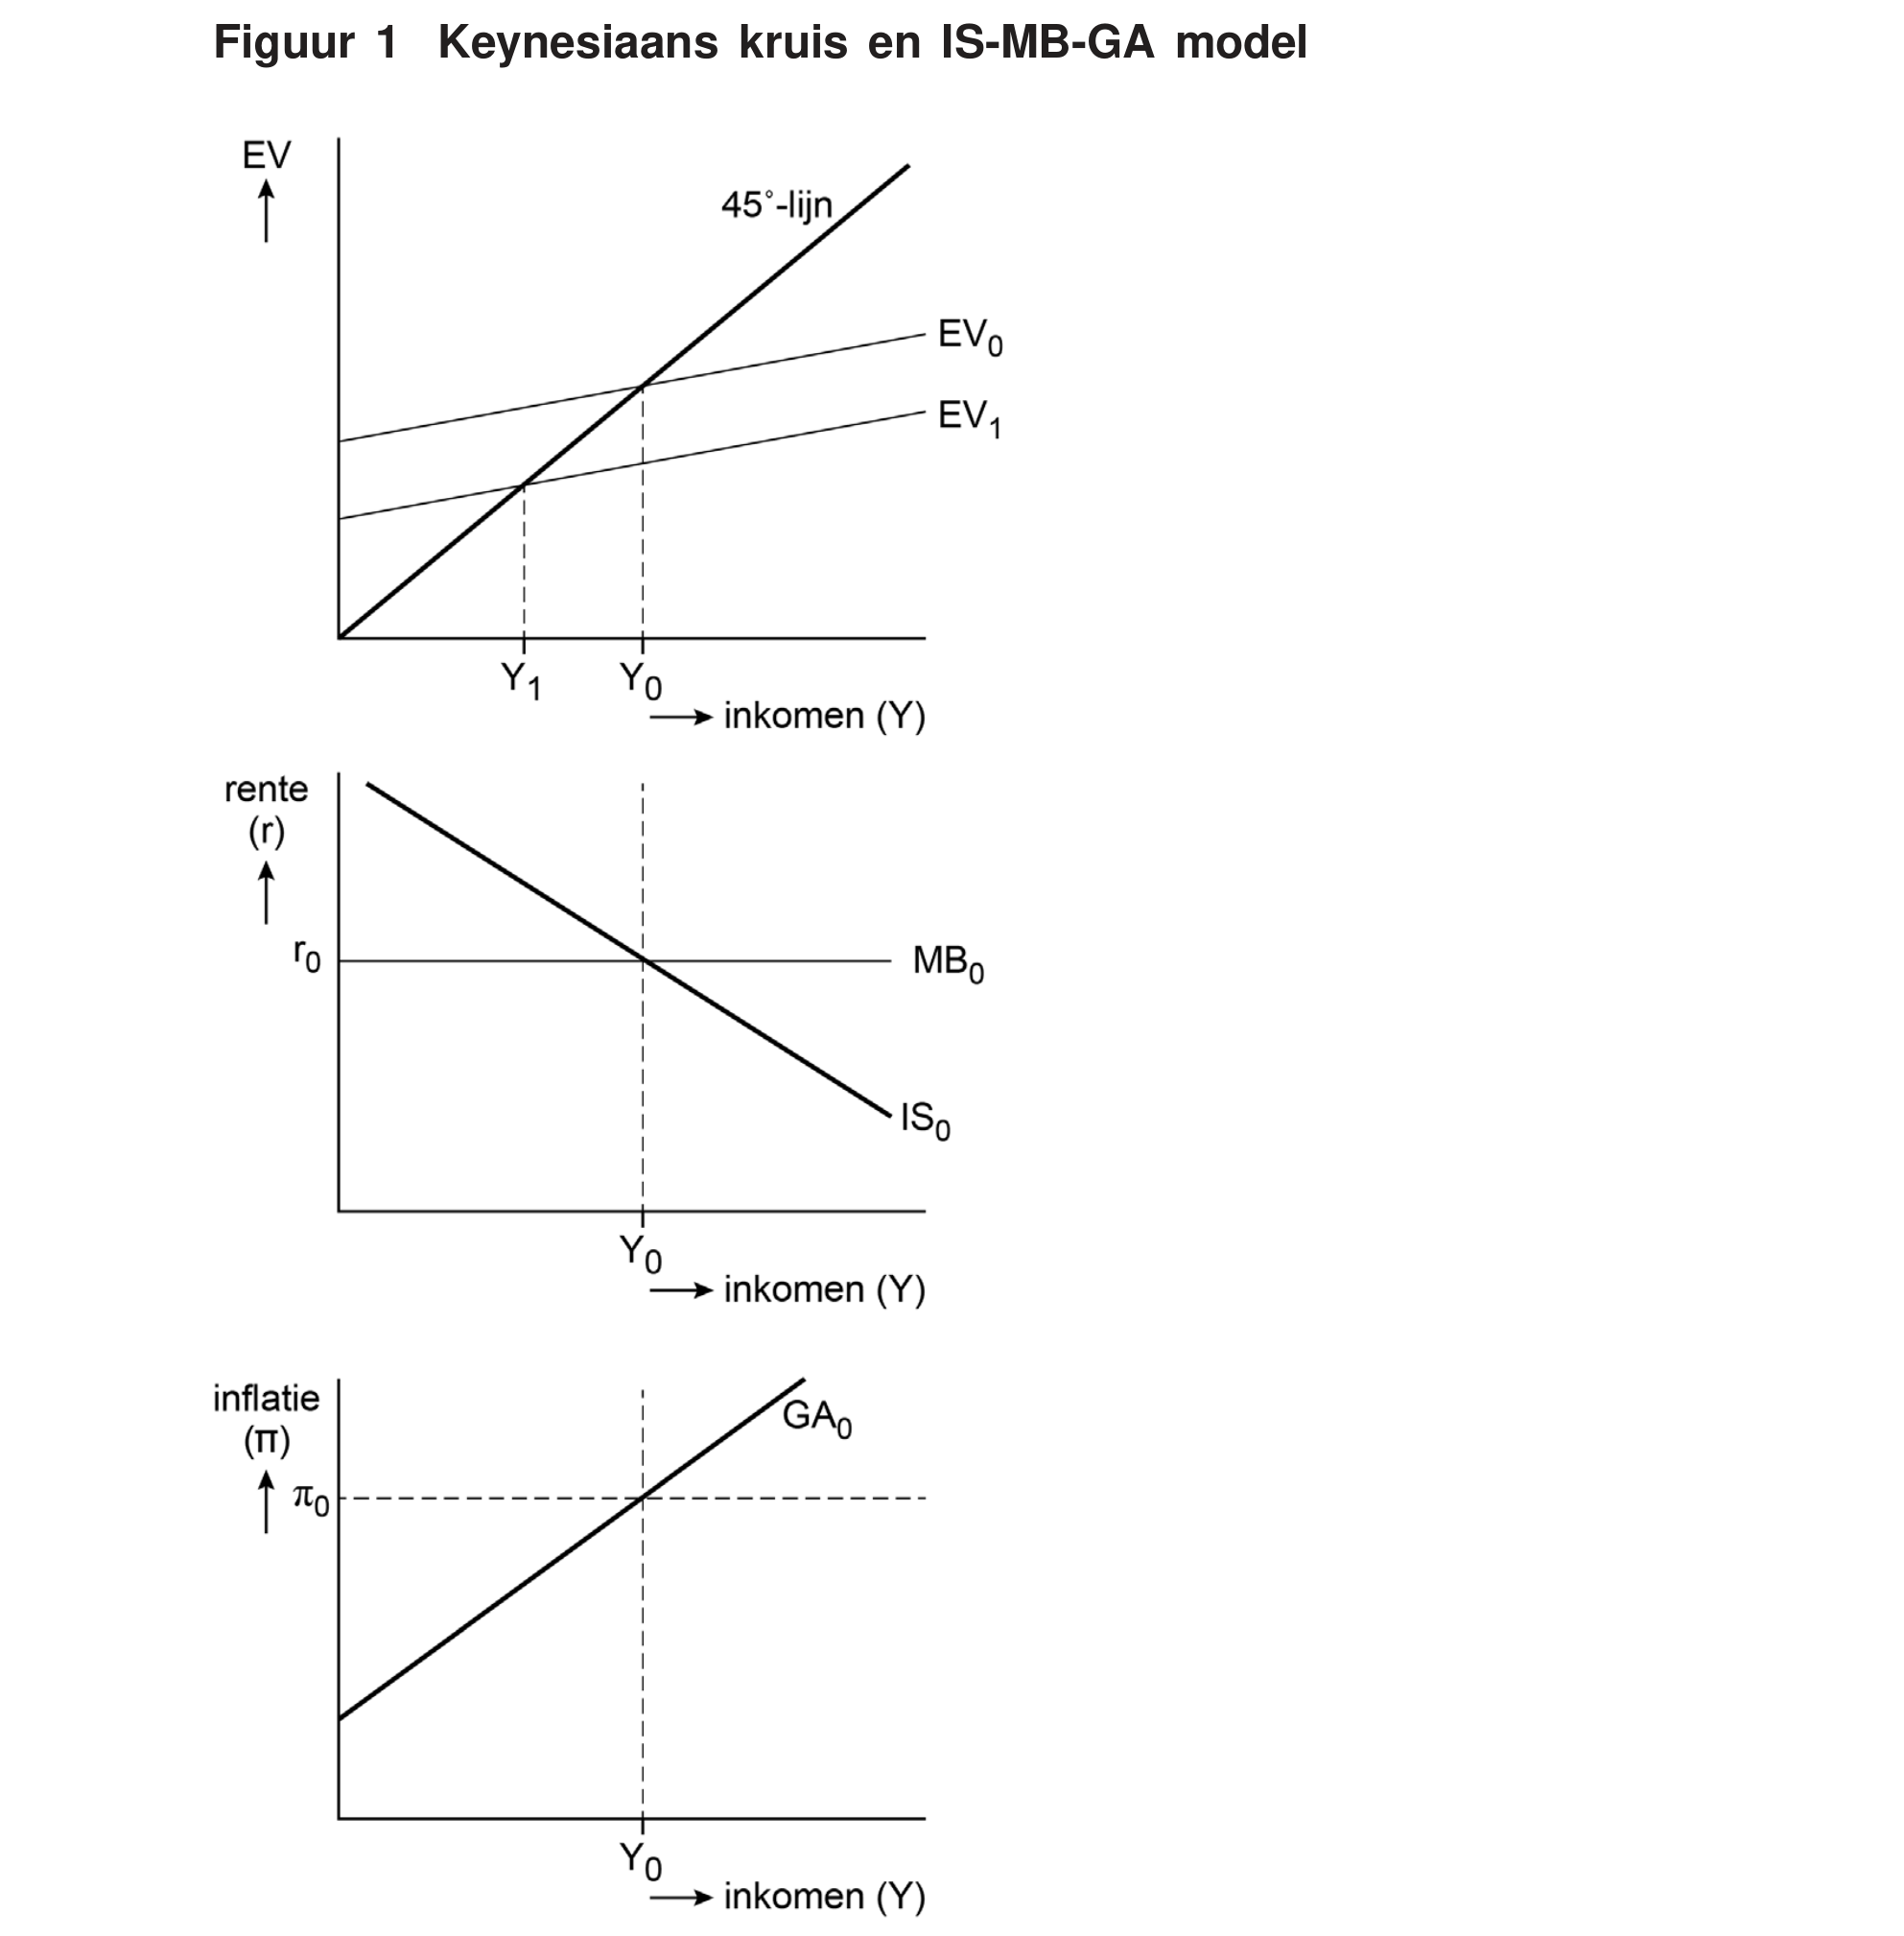 Figuur 1 Keynesiaans kruis en IS-MB-GA model
EV
45°-lijn
EV0
EV1
Y1
Y0
inkomen (Y)
rente
(r)
r0
MB0
IS0
Y0
inkomen (Y)
inflatie
(π)
GA0
π0
Y0
inkomen (Y)